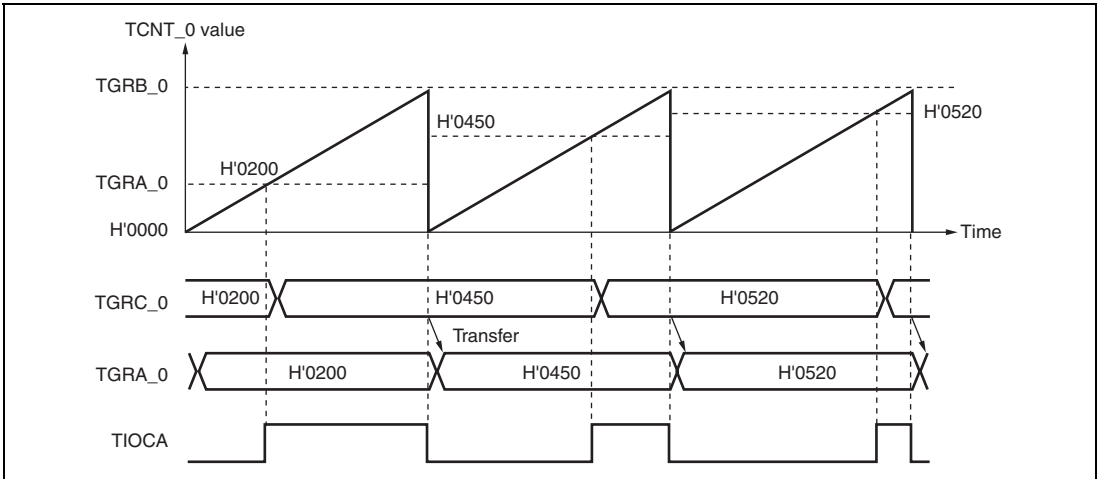 TCNT_0 value
TGRB_0
H'0520
H'0450
H'0200
TGRA_0
H'0000
Time
TGRC_0
H'0200
H'0450
H'0520
Transfer
TGRA_0
H'0200
H'0450
H'0520
TIOCA